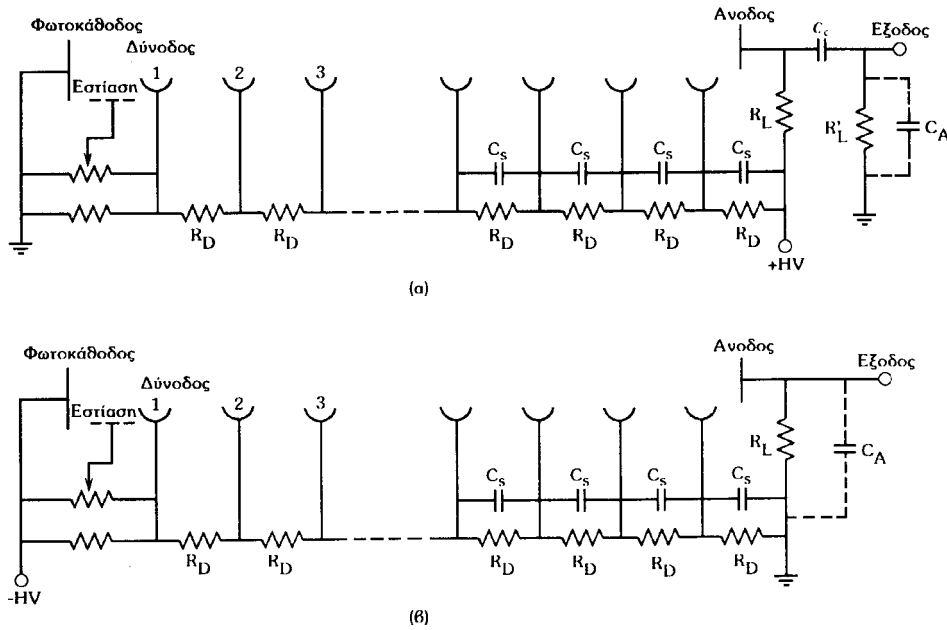 Φωτοκάθοδος
Δύνοδος
Ανοδος
C_c
Εξοδος
Εστίαση
1
2
3
R_L
R'_L
C_A
C_s
C_s
C_s
C_s
R_D
R_D
R_D
R_D
R_D
R_D
+HV
(α)
Φωτοκάθοδος
Δύνοδος
Ανοδος
Εξοδος
Εστίαση
1
2
3
R_L
C_A
C_s
C_s
C_s
C_s
R_D
R_D
R_D
R_D
R_D
R_D
-HV
(β)